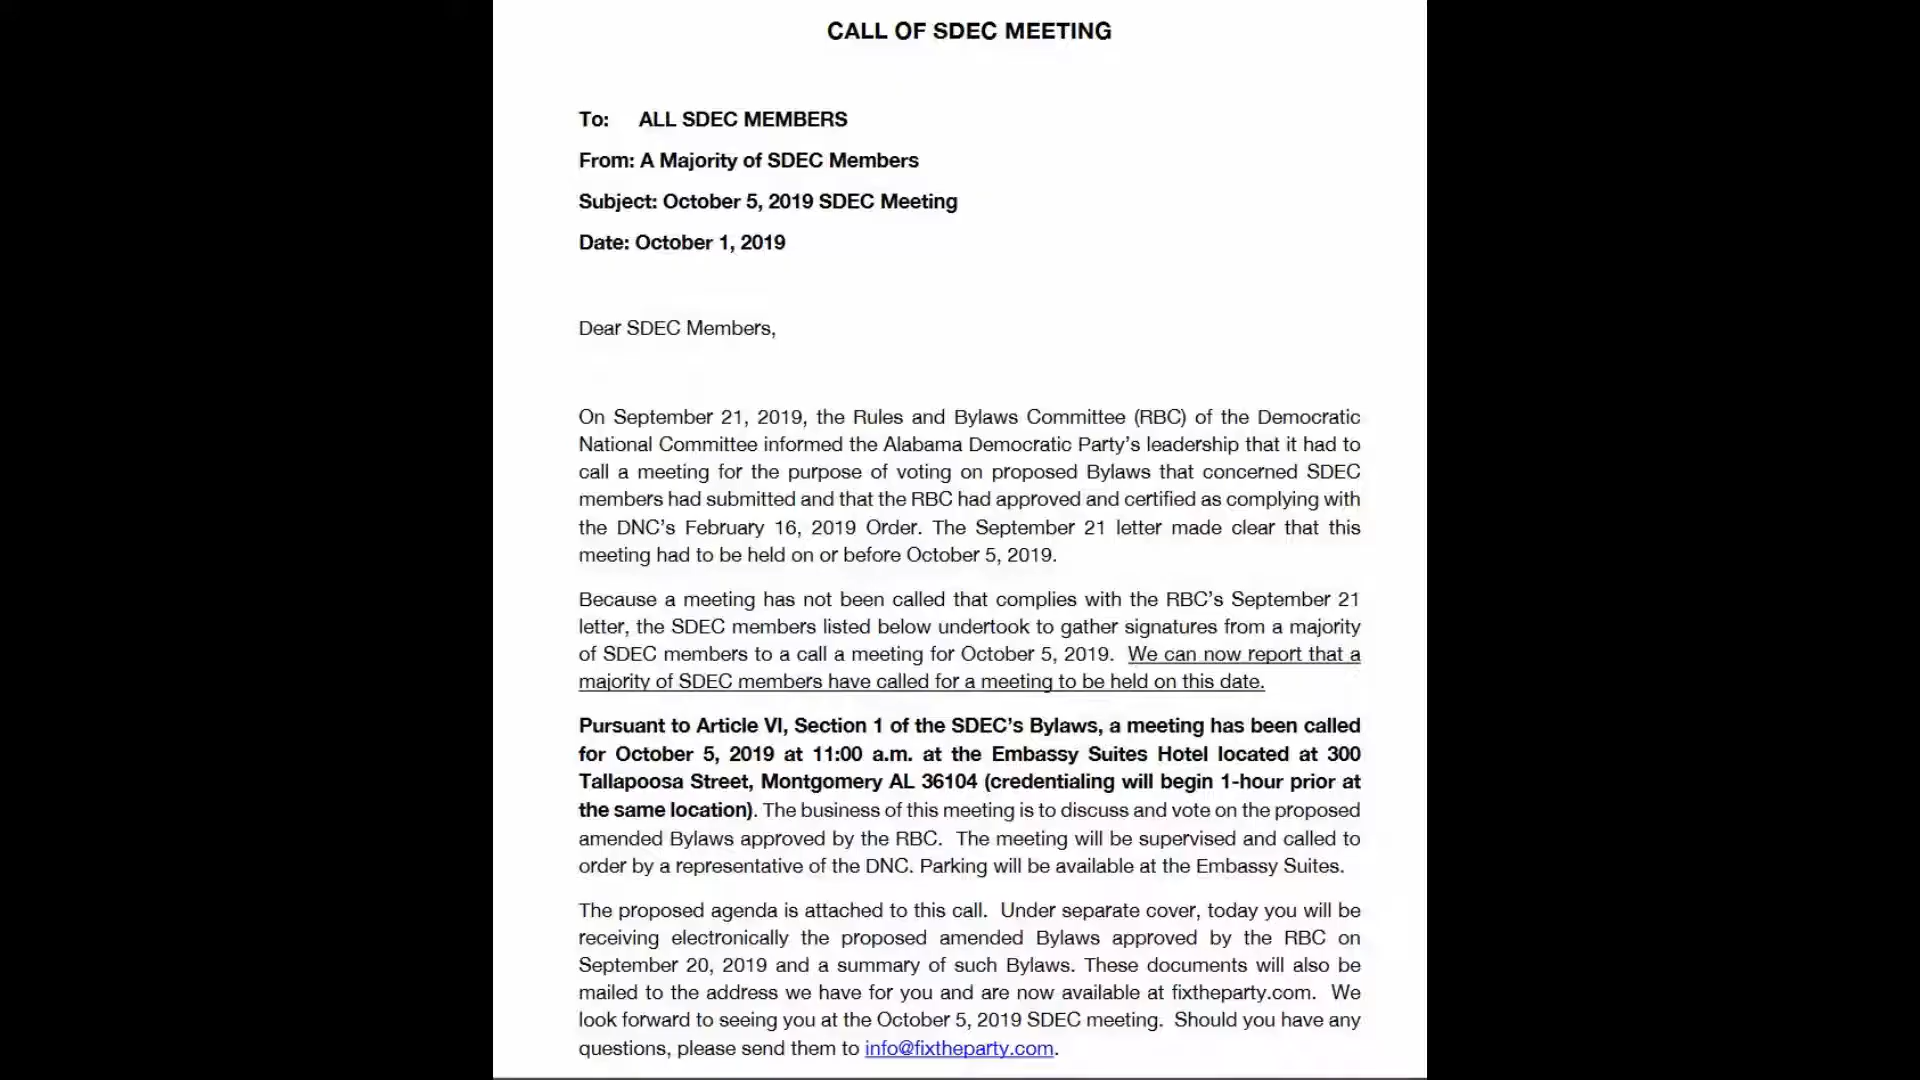 CALL OF SDEC MEETING
To: ALL SDEC MEMBERS
From: A Majority of SDEC Members
Subject: October 5, 2019 SDEC Meeting
Date: October 1, 2019
Dear SDEC Members,
On September 21, 2019, the Rules and Bylaws Committee (RBC) of the Democratic
National Committee informed the Alabama Democratic Party’s leadership that it had to
call a meeting for the purpose of voting on proposed Bylaws that concerned SDEC
members had submitted and that the RBC had approved and certified as complying with
the DNC’s February 16, 2019 Order. The September 21 letter made clear that this
meeting had to be held on or before October 5, 2019.
Because a meeting has not been called that complies with the RBC’s September 21
letter, the SDEC members listed below undertook to gather signatures from a majority
of SDEC members to a call a meeting for October 5, 2019. We can now report that a
majority of SDEC members have called for a meeting to be held on this date.
Pursuant to Article VI, Section 1 of the SDEC’s Bylaws, a meeting has been called
for October 5, 2019 at 11:00 a.m. at the Embassy Suites Hotel located at 300
Tallapoosa Street, Montgomery AL 36104 (credentialing will begin 1-hour prior at
the same location). The business of this meeting is to discuss and vote on the proposed
amended Bylaws approved by the RBC. The meeting will be supervised and called to
order by a representative of the DNC. Parking will be available at the Embassy Suites.
The proposed agenda is attached to this call. Under separate cover, today you will be
receiving electronically the proposed amended Bylaws approved by the RBC on
September 20, 2019 and a summary of such Bylaws. These documents will also be
mailed to the address we have for you and are now available at fixtheparty.com. We
look forward to seeing you at the October 5, 2019 SDEC meeting. Should you have any
questions, please send them to info@fixtheparty.com.